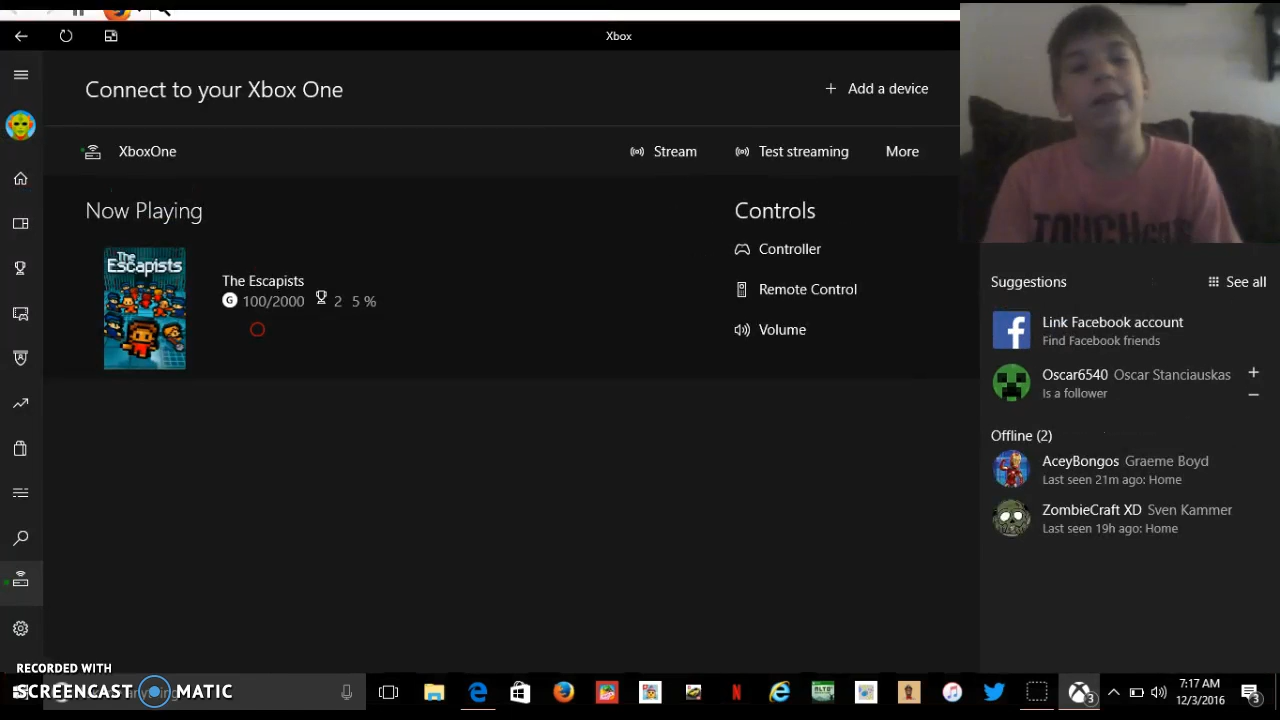 Xbox
Connect to your Xbox One
+ Add a device
XboxOne
Stream
Test streaming
More
Now Playing
The Escapists
The Escapists
G 100/2000 2 5 %
Controls
Controller
Remote Control
Volume
TOUCH
Suggestions
See all
Link Facebook account
Find Facebook friends
Oscar6540 Oscar Stanciauskas
Is a follower
Offline (2)
AceyBongos Graeme Boyd
Last seen 21m ago: Home
ZombieCraft XD Sven Kammer
Last seen 19h ago: Home
RECORDED WITH
SCREENCAST MATIC
3
7:17 AM
12/3/2016
3